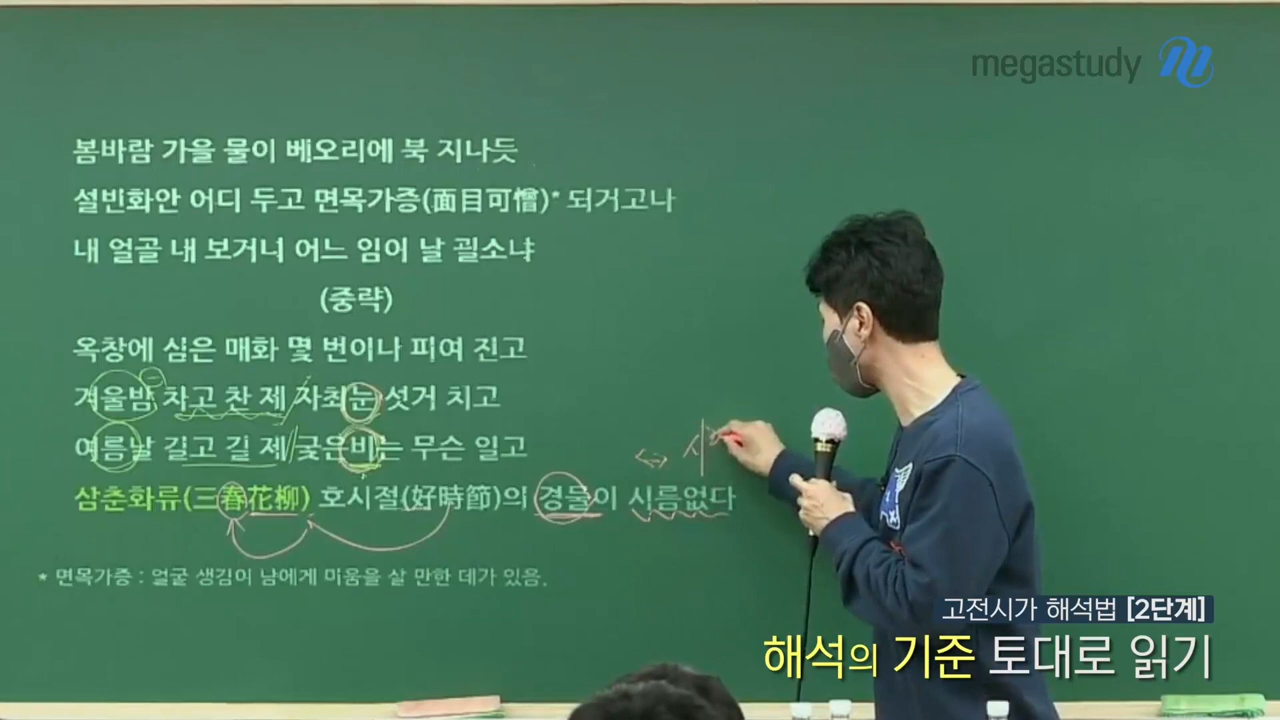 megastudy
봄바람 가을 물이 베오리에 북 지나듯
설빈화안 어디 두고 면목가증(面目可憎)* 되거고나
내 얼골 내 보거니 어느 임이 날 괼소냐
(중략)
옥창에 심은 매화 몇 번이나 피여 진고
겨울밤 차고 찬 제 자최눈 섯거 치고
여름날 길고 길 제 궂은비는 무슨 일고
삼춘화류(三春花柳) 호시절(好時節)의 경물이 시름없다
* 면목가증 : 얼굴 생김이 남에게 미움을 살 만한 데가 있음.
고전시가 해석법 [2단계]
해석의 기준 토대로 읽기